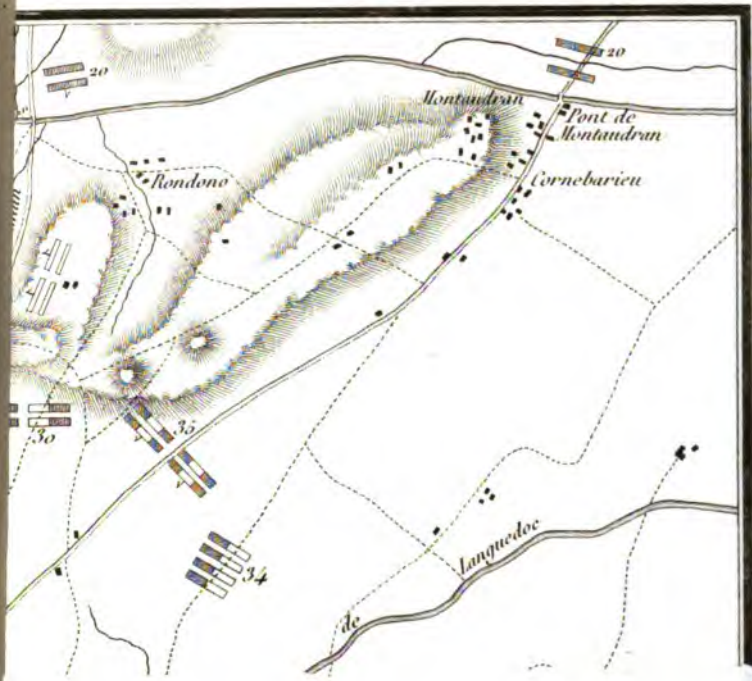 20
20
Montaudran
Pont de
Montaudran
Rondono
Cornebarieu
30
35
34
Languedoc
de